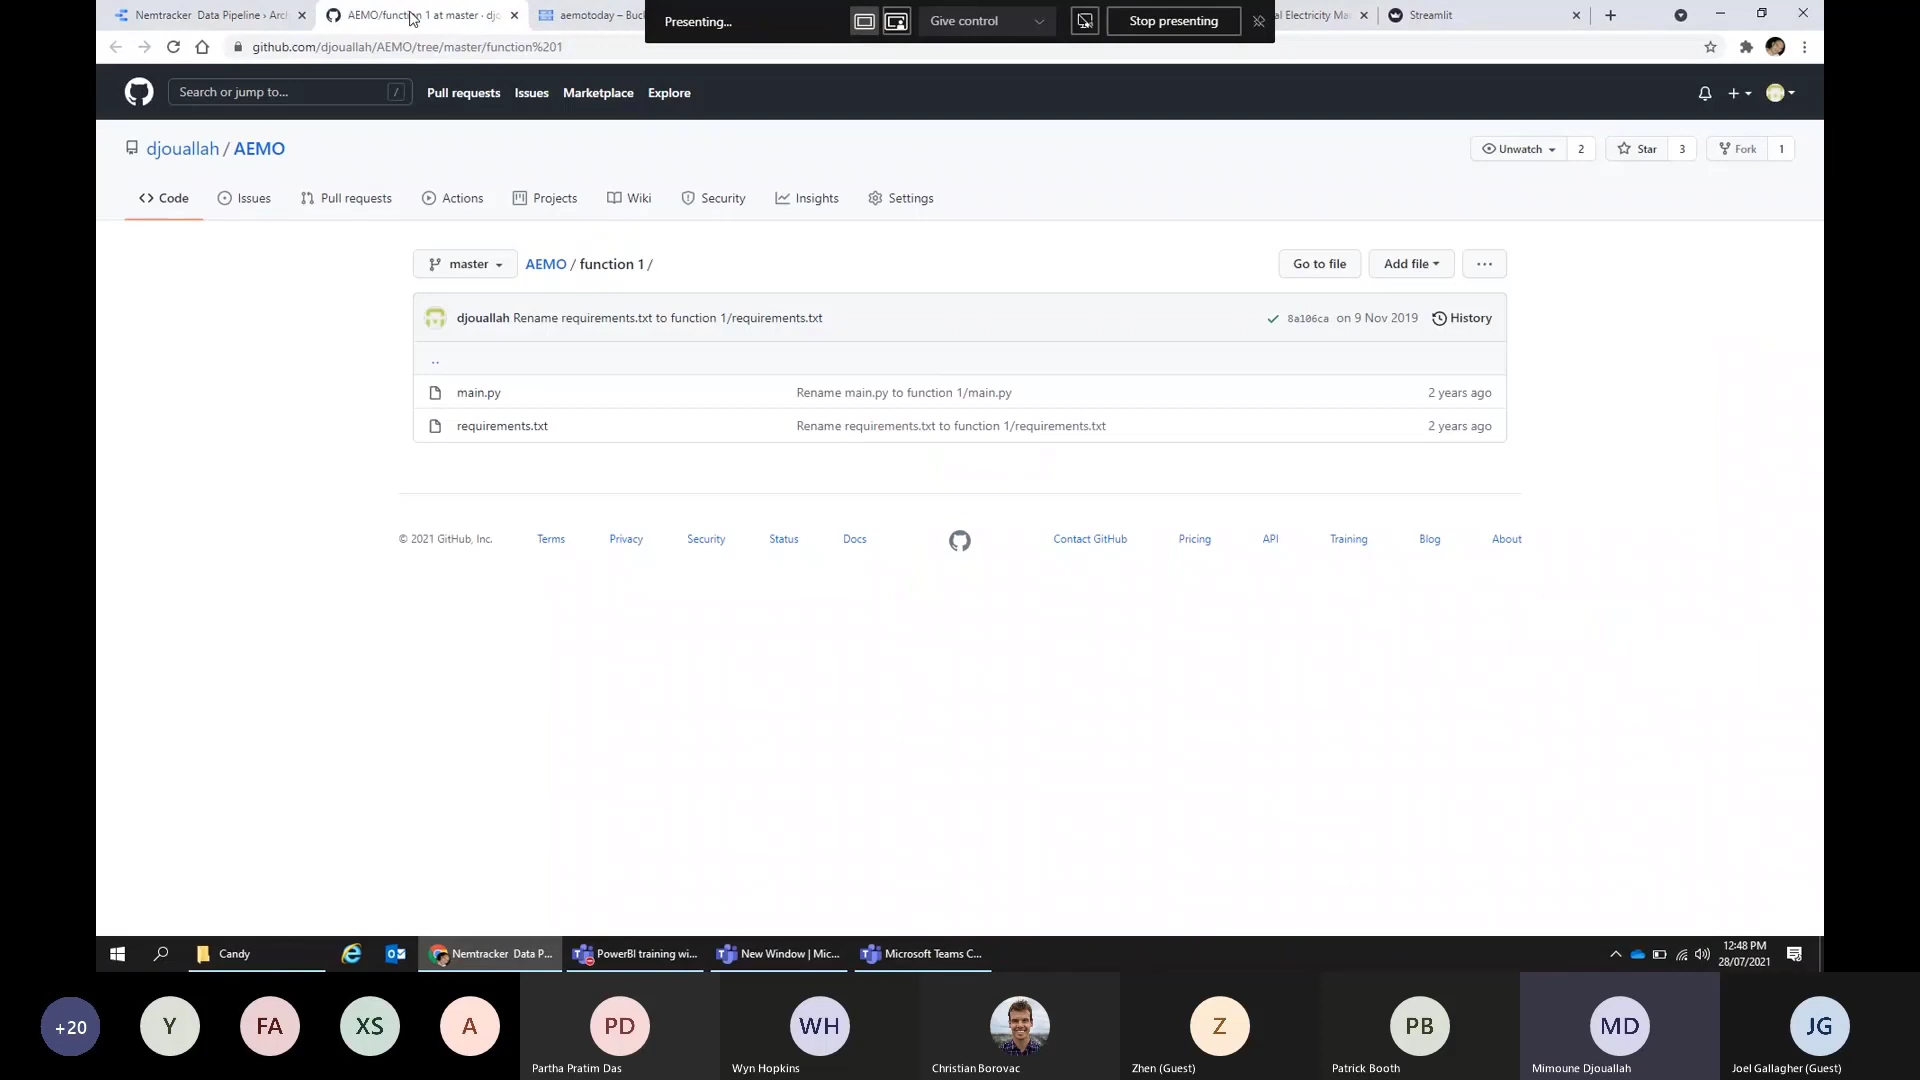 Nemtracker Data Pipeline › Arc
AEMO/function 1 at master · djo
aemotoday – Buck
Presenting...
Give control
Stop presenting
al Electricity Ma
Streamlit
github.com/djouallah/AEMO/tree/master/function%201
Search or jump to...
/
Pull requests
Issues
Marketplace
Explore
djouallah / AEMO
Unwatch
2
Star
3
Fork
1
<> Code
Issues
Pull requests
Actions
Projects
Wiki
Security
Insights
Settings
master
AEMO / function 1 /
Go to file
Add file
...
djouallah Rename requirements.txt to function 1/requirements.txt
8a106ca on 9 Nov 2019
History
..
main.py
Rename main.py to function 1/main.py
2 years ago
requirements.txt
Rename requirements.txt to function 1/requirements.txt
2 years ago
© 2021 GitHub, Inc.
Terms
Privacy
Security
Status
Docs
Contact GitHub
Pricing
API
Training
Blog
About
Candy
Nemtracker Data P...
PowerBI training wi...
New Window | Mic...
Microsoft Teams C...
12:48 PM
28/07/2021
+20
Y
FA
XS
A
PD
WH
Z
PB
MD
JG
Partha Pratim Das
Wyn Hopkins
Christian Borovac
Zhen (Guest)
Patrick Booth
Mimoune Djouallah
Joel Gallagher (Guest)